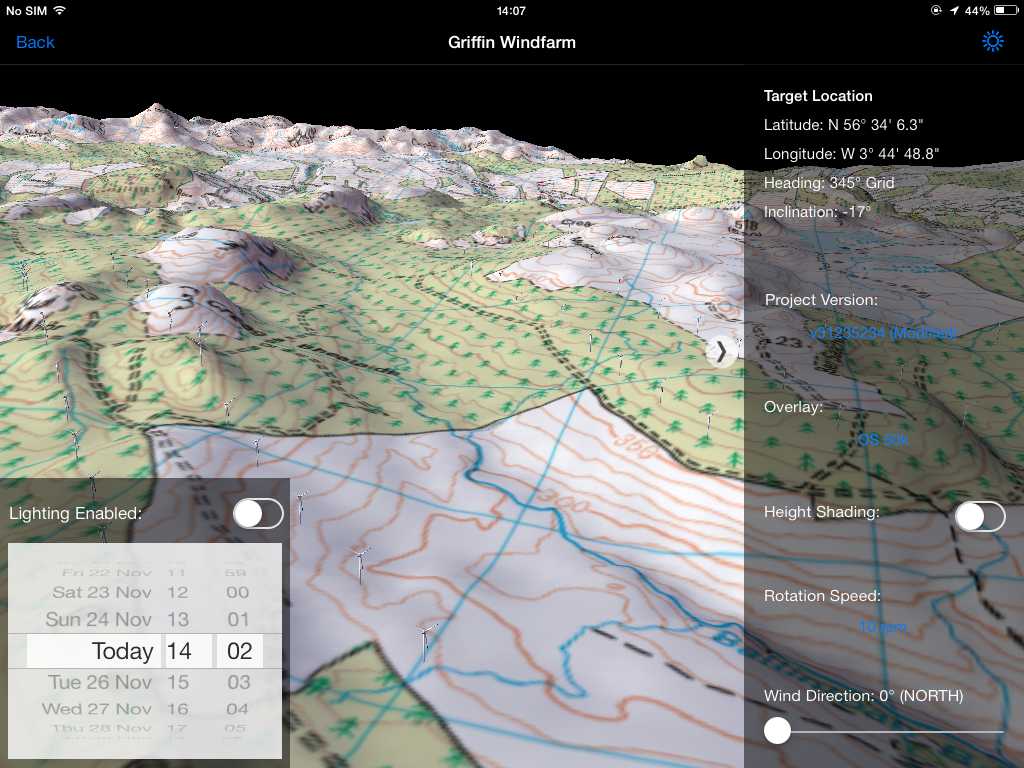 No SIM 14:07 44%
Back Griffin Windfarm
Target Location
Latitude: N 56° 34' 6.3"
Longitude: W 3° 44' 48.8"
Heading: 345° Grid
Inclination: -17°
518
Project Version:
v31235234 (Modified)
423
Overlay:
OS 50k
350
300
Height Shading:
Rotation Speed:
10 rpm
Wind Direction: 0° (NORTH)
Lighting Enabled:
Fri 22 Nov 11 59
Sat 23 Nov 12 00
Sun 24 Nov 13 01
Today 14 02
Tue 26 Nov 15 03
Wed 27 Nov 16 04
Thu 28 Nov 17 05